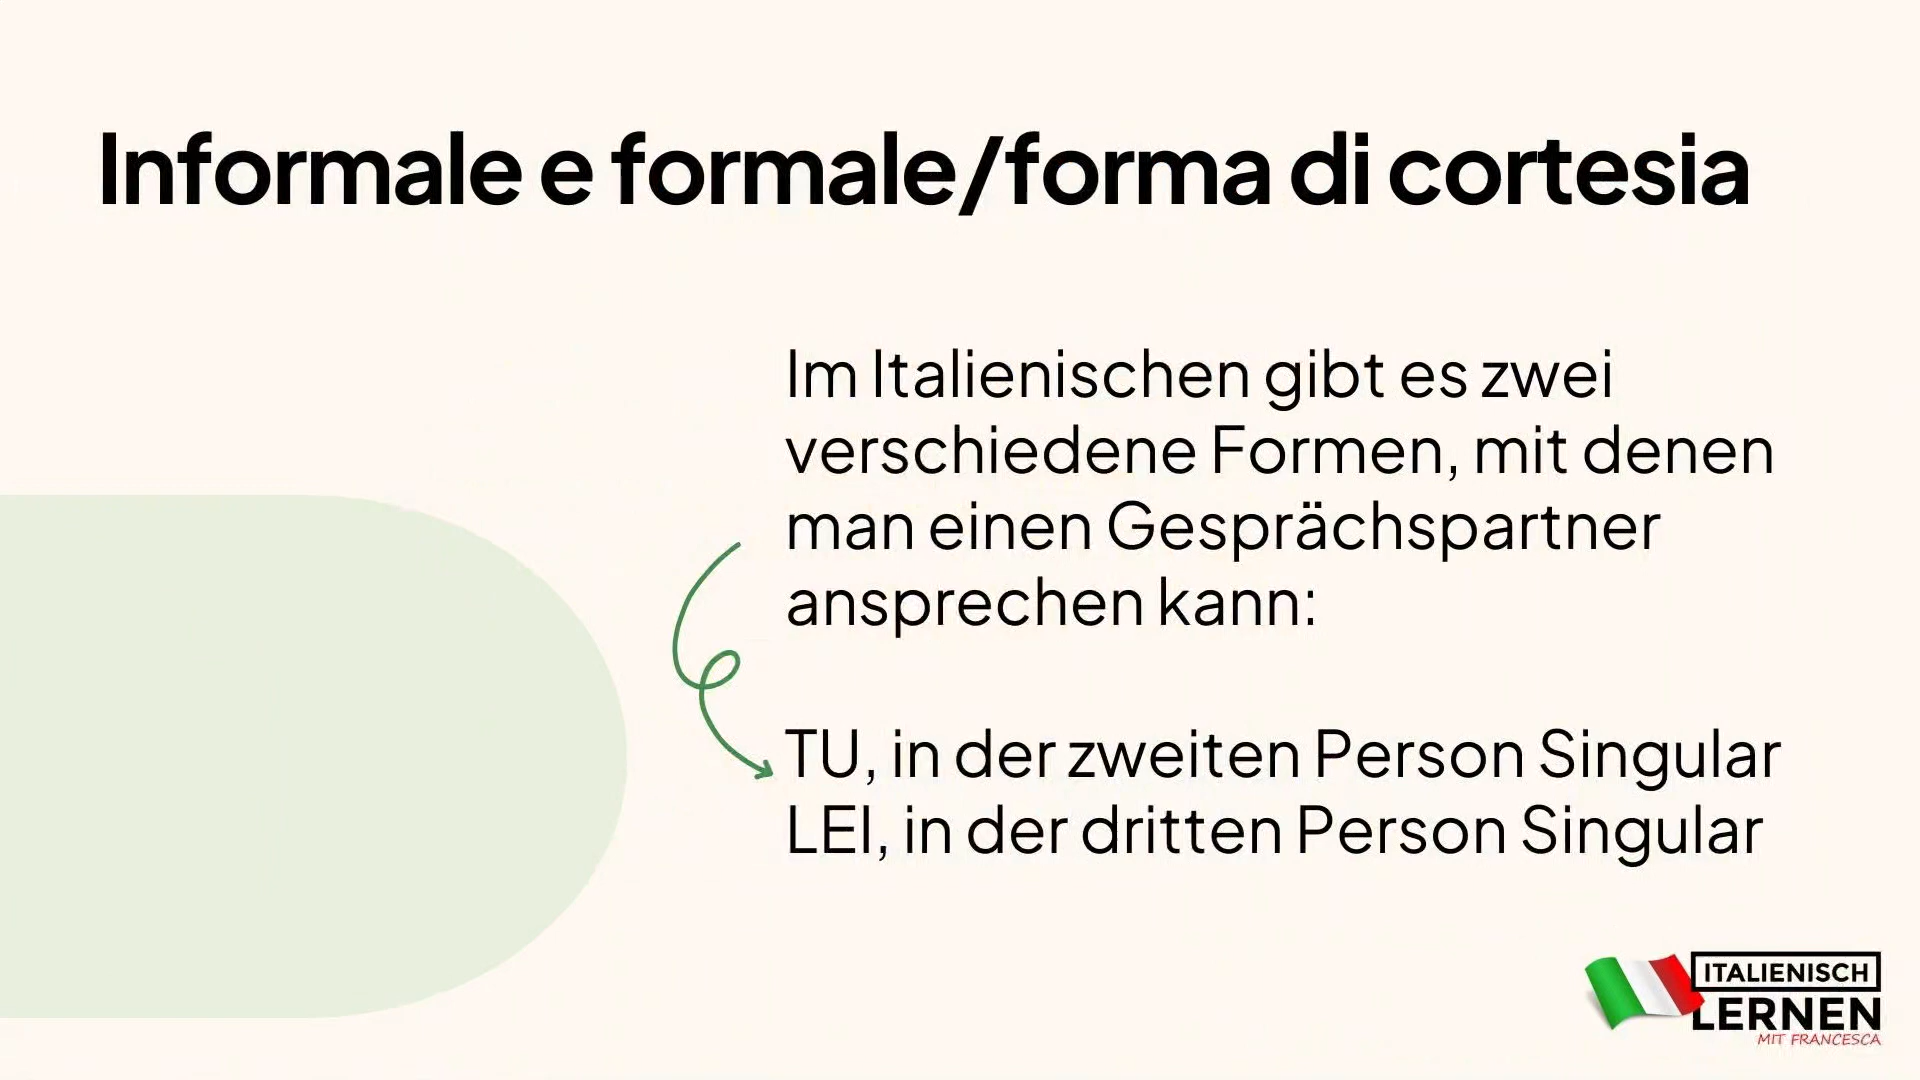 Informale e formale/forma di cortesia
Im Italienischen gibt es zwei
verschiedene Formen, mit denen
man einen Gesprächspartner
ansprechen kann:
TU, in der zweiten Person Singular
LEI, in der dritten Person Singular
ITALIENISCH
LERNEN
MIT FRANCESCA